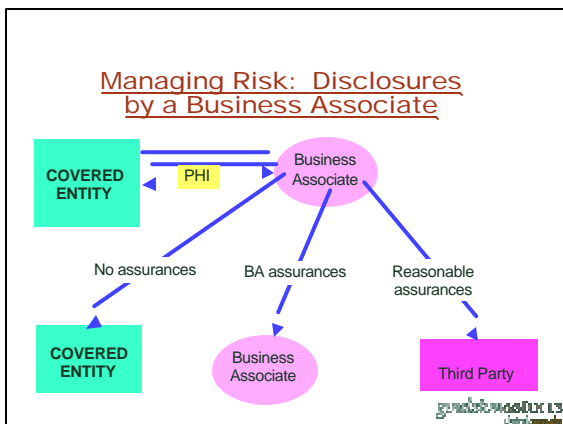 Managing Risk: Disclosures
by a Business Associate
COVERED
ENTITY
PHI
Business
Associate
No assurances
BA assurances
Reasonable
assurances
COVERED
ENTITY
Business
Associate
Third Party